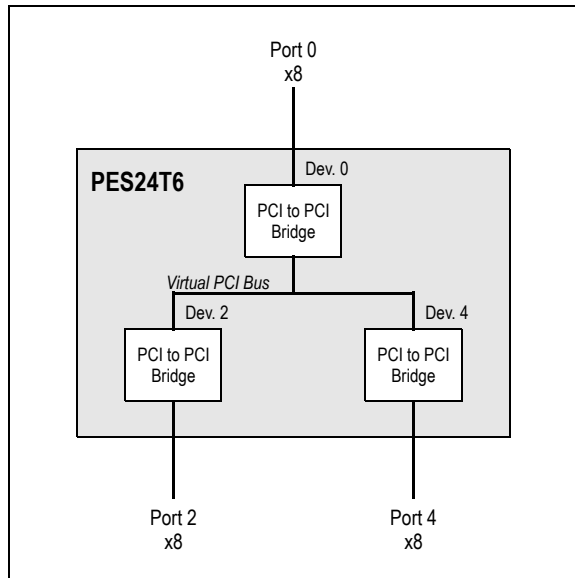 Port 0
x8
Dev. 0
PES24T6
PCI to PCI
Bridge
Virtual PCI Bus
Dev. 2
Dev. 4
PCI to PCI
Bridge
PCI to PCI
Bridge
Port 2
x8
Port 4
x8